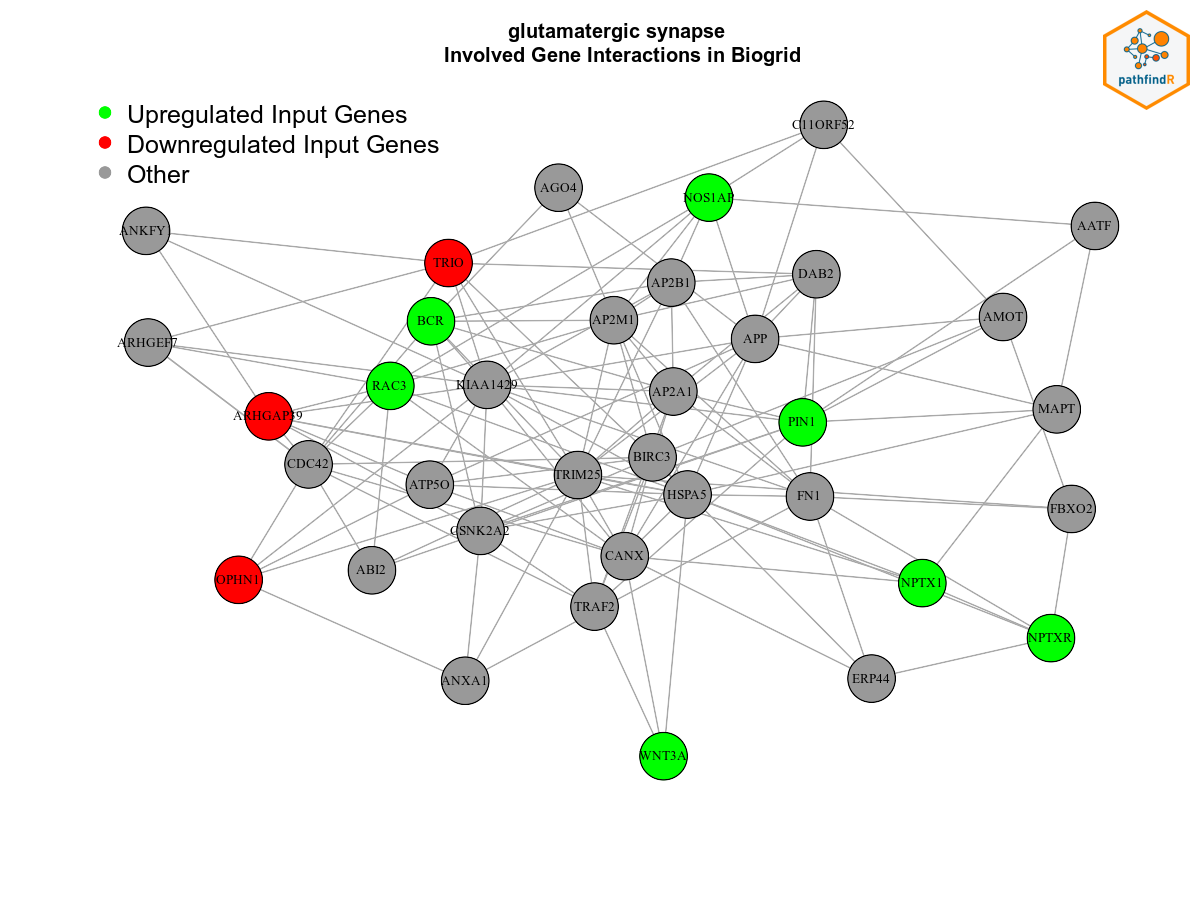 glutamatergic synapse
Involved Gene Interactions in Biogrid
pathfindR
Upregulated Input Genes
Downregulated Input Genes
Other
C11ORF52
AGO4
NOS1AP
AATF
ANKFY
TRIO
DAB2
AP2B1
BCR
AP2M1
AMOT
ARHGEF7
APP
RAC3
KIAA1429
AP2A1
ARHGAP39
PIN1
MAPT
CDC42
BIRC3
TRIM25
ATP5O
HSPA5
FN1
FBXO2
CSNK2A2
CANX
ABI2
OPHN1
NPTX1
TRAF2
NPTXR
ANXA1
ERP44
WNT3A